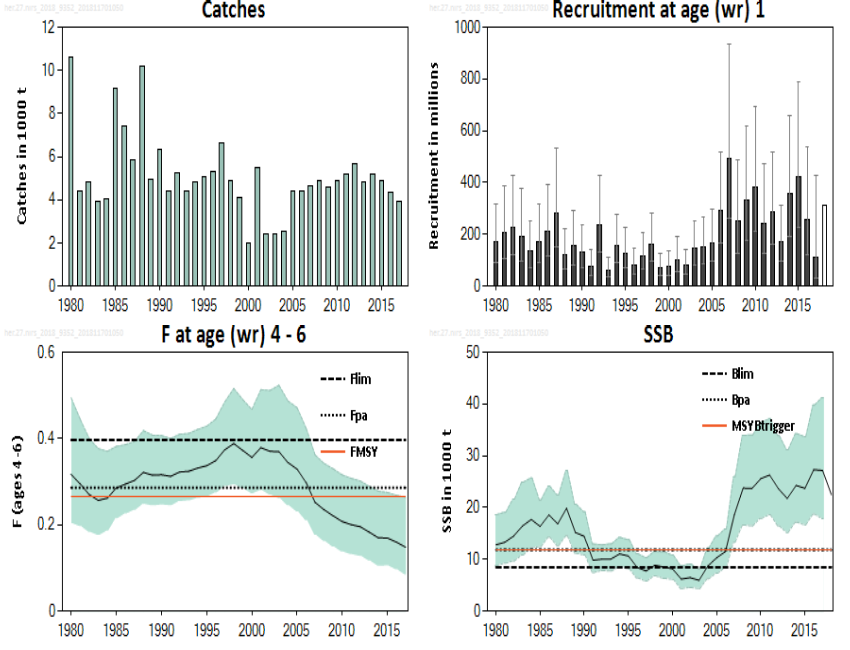 Catches
Catches in 1000 t
12
10
8
6
4
2
0
1980 1985 1990 1995 2000 2005 2010 2015
Recruitment at age (wr) 1
Recruitment in millions
1000
800
600
400
200
0
1980 1985 1990 1995 2000 2005 2010 2015
F at age (wr) 4 - 6
F (ages 4-6)
0.6
0.4
0.2
0
Flim
Fpa
FMSY
1980 1985 1990 1995 2000 2005 2010 2015
SSB
SSB in 1000 t
50
40
30
20
10
0
Blim
Bpa
MSYBtrigger
1980 1985 1990 1995 2000 2005 2010 2015